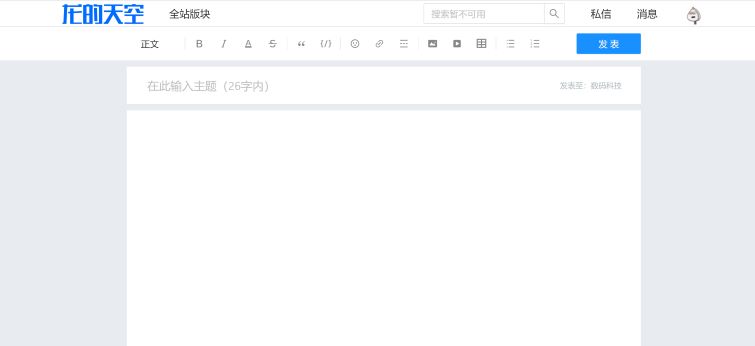 龙的天空 全站版块 搜索暂不可用 私信 消息
正文 B I A S “ {/} 发 表
在此输入主题（26字内） 发表至：数码科技